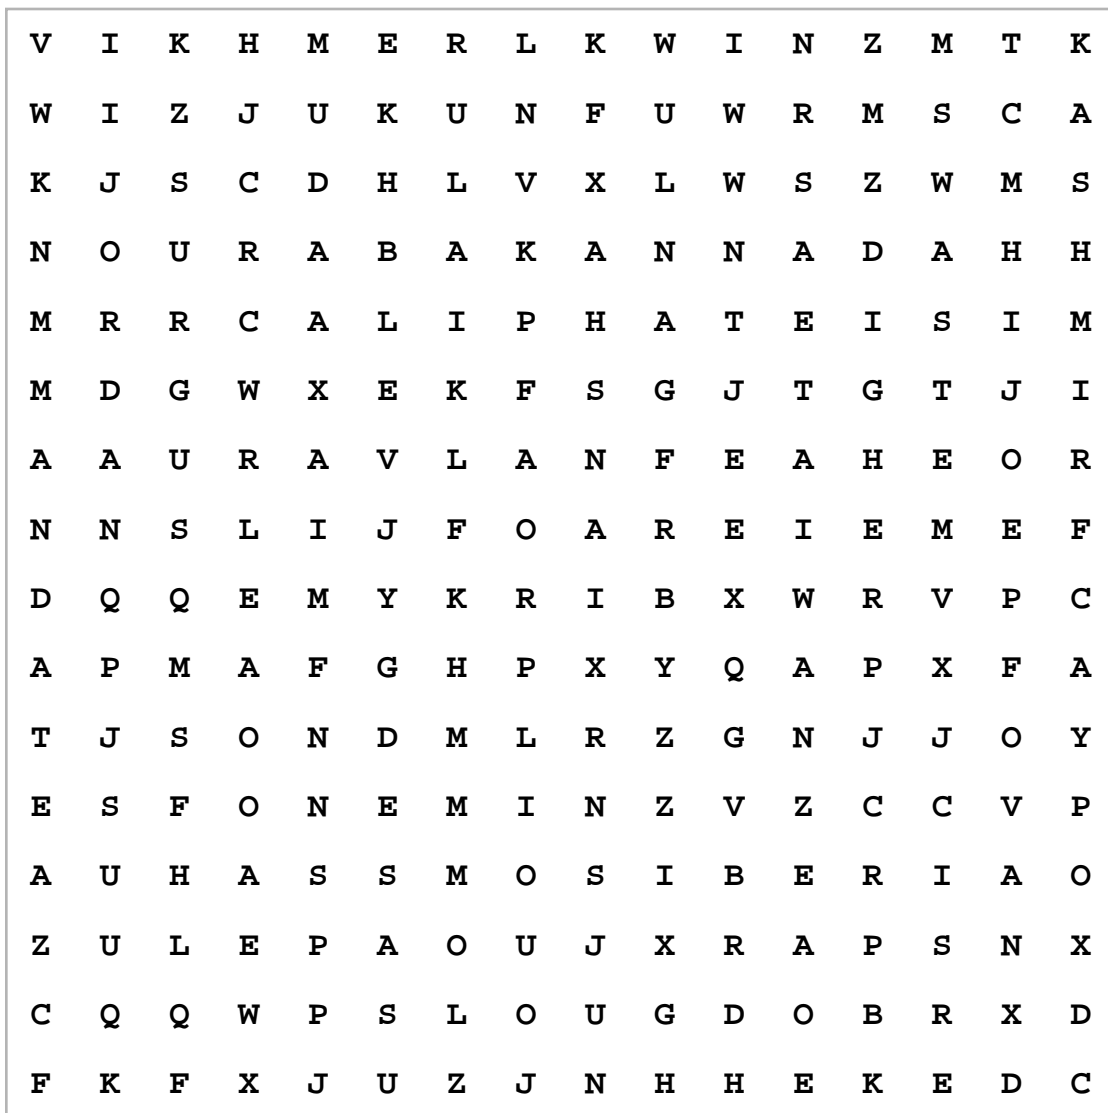 V I K H M E R L K W I N Z M T K
W I Z J U K U N F U W R M S C A
K J S C D H L V X L W S Z W M S
N O U R A B A K A N N A D A H H
M R R C A L I P H A T E I S I M
M D G W X E K F S G J T G T J I
A A U R A V L A N F E A H E O R
N N S L I J F O A R E I E M E F
D Q Q E M Y K R I B X W R V P C
A P M A F G H P X Y Q A P X F A
T J S O N D M L R Z G N J J O Y
E S F O N E M I N Z V Z C C V P
A U H A S S M O S I B E R I A O
Z U L E P A O U J X R A P S N X
C Q Q W P S L O U G D O B R X D
F K F X J U Z J N H H E K E D C